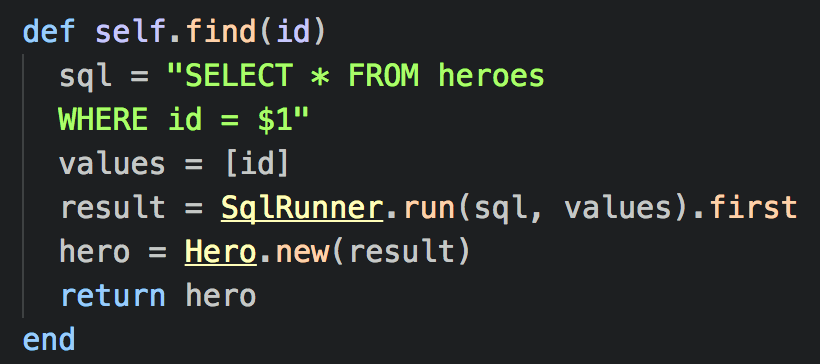 def self.find(id)
sql = "SELECT * FROM heroes
WHERE id = $1"
values = [id]
result = SqlRunner.run(sql, values).first
hero = Hero.new(result)
return hero
end